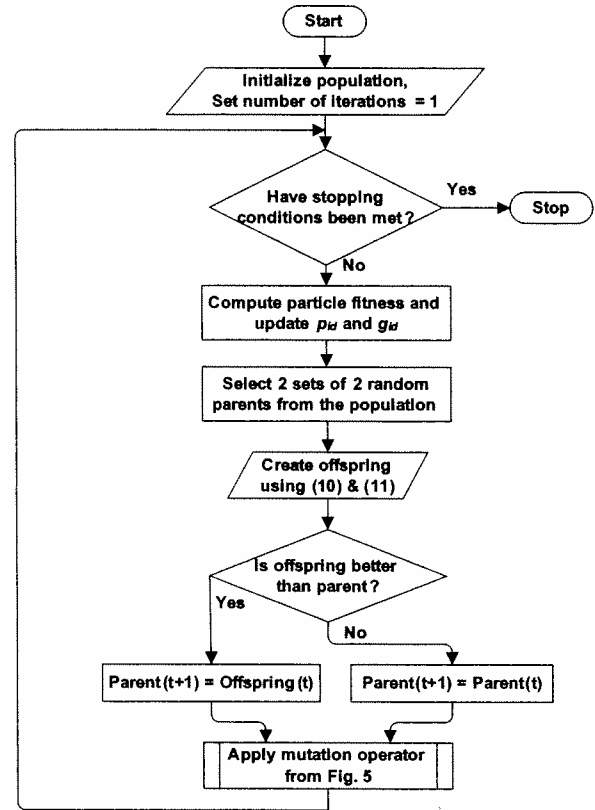 Start
Initialize population,
Set number of iterations = 1
Have stopping
conditions been met?
Yes
Stop
No
Compute particle fitness and
update pid and gid
Select 2 sets of 2 random
parents from the population
Create offspring
using (10) & (11)
Is offspring better
than parent?
Yes
No
Parent(t+1) = Offspring(t)
Parent(t+1) = Parent(t)
Apply mutation operator
from Fig. 5